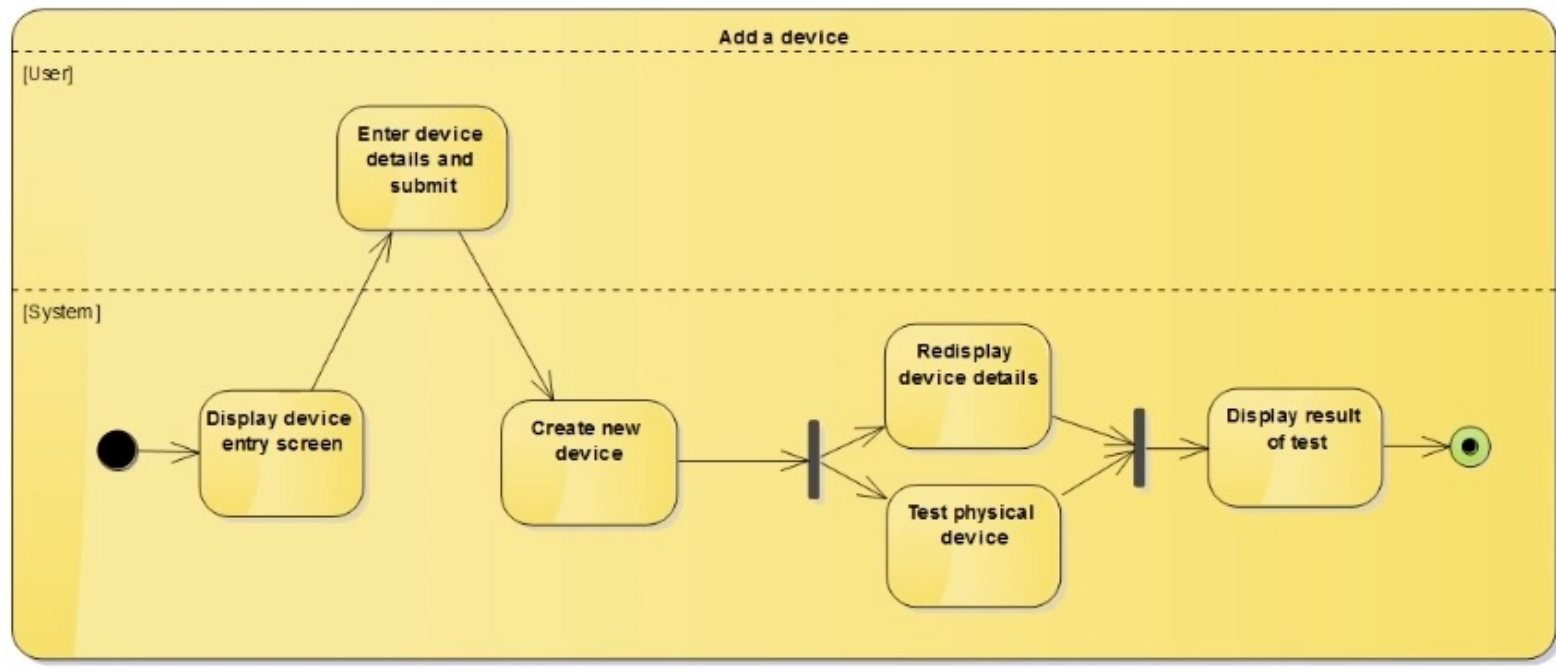 Add a device
[User]
Enter device
details and
submit
[System]
Display device
entry screen
Create new
device
Redisplay
device details
Test physical
device
Display result
of test